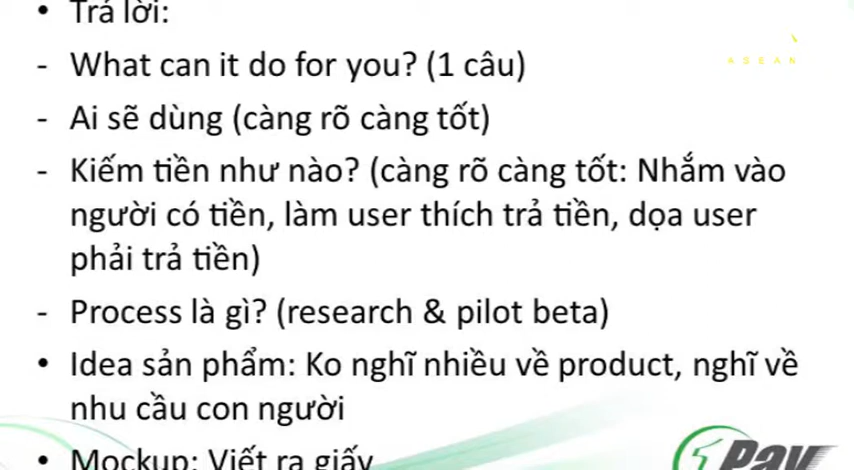 • Trả lời:
- What can it do for you? (1 câu)
ASEAN
- Ai sẽ dùng (càng rõ càng tốt)
- Kiếm tiền như nào? (càng rõ càng tốt: Nhắm vào
người có tiền, làm user thích trả tiền, dọa user
phải trả tiền)
- Process là gì? (research & pilot beta)
• Idea sản phẩm: Ko nghĩ nhiều về product, nghĩ về
nhu cầu con người
• Mockup: Viết ra giấy
1Pay